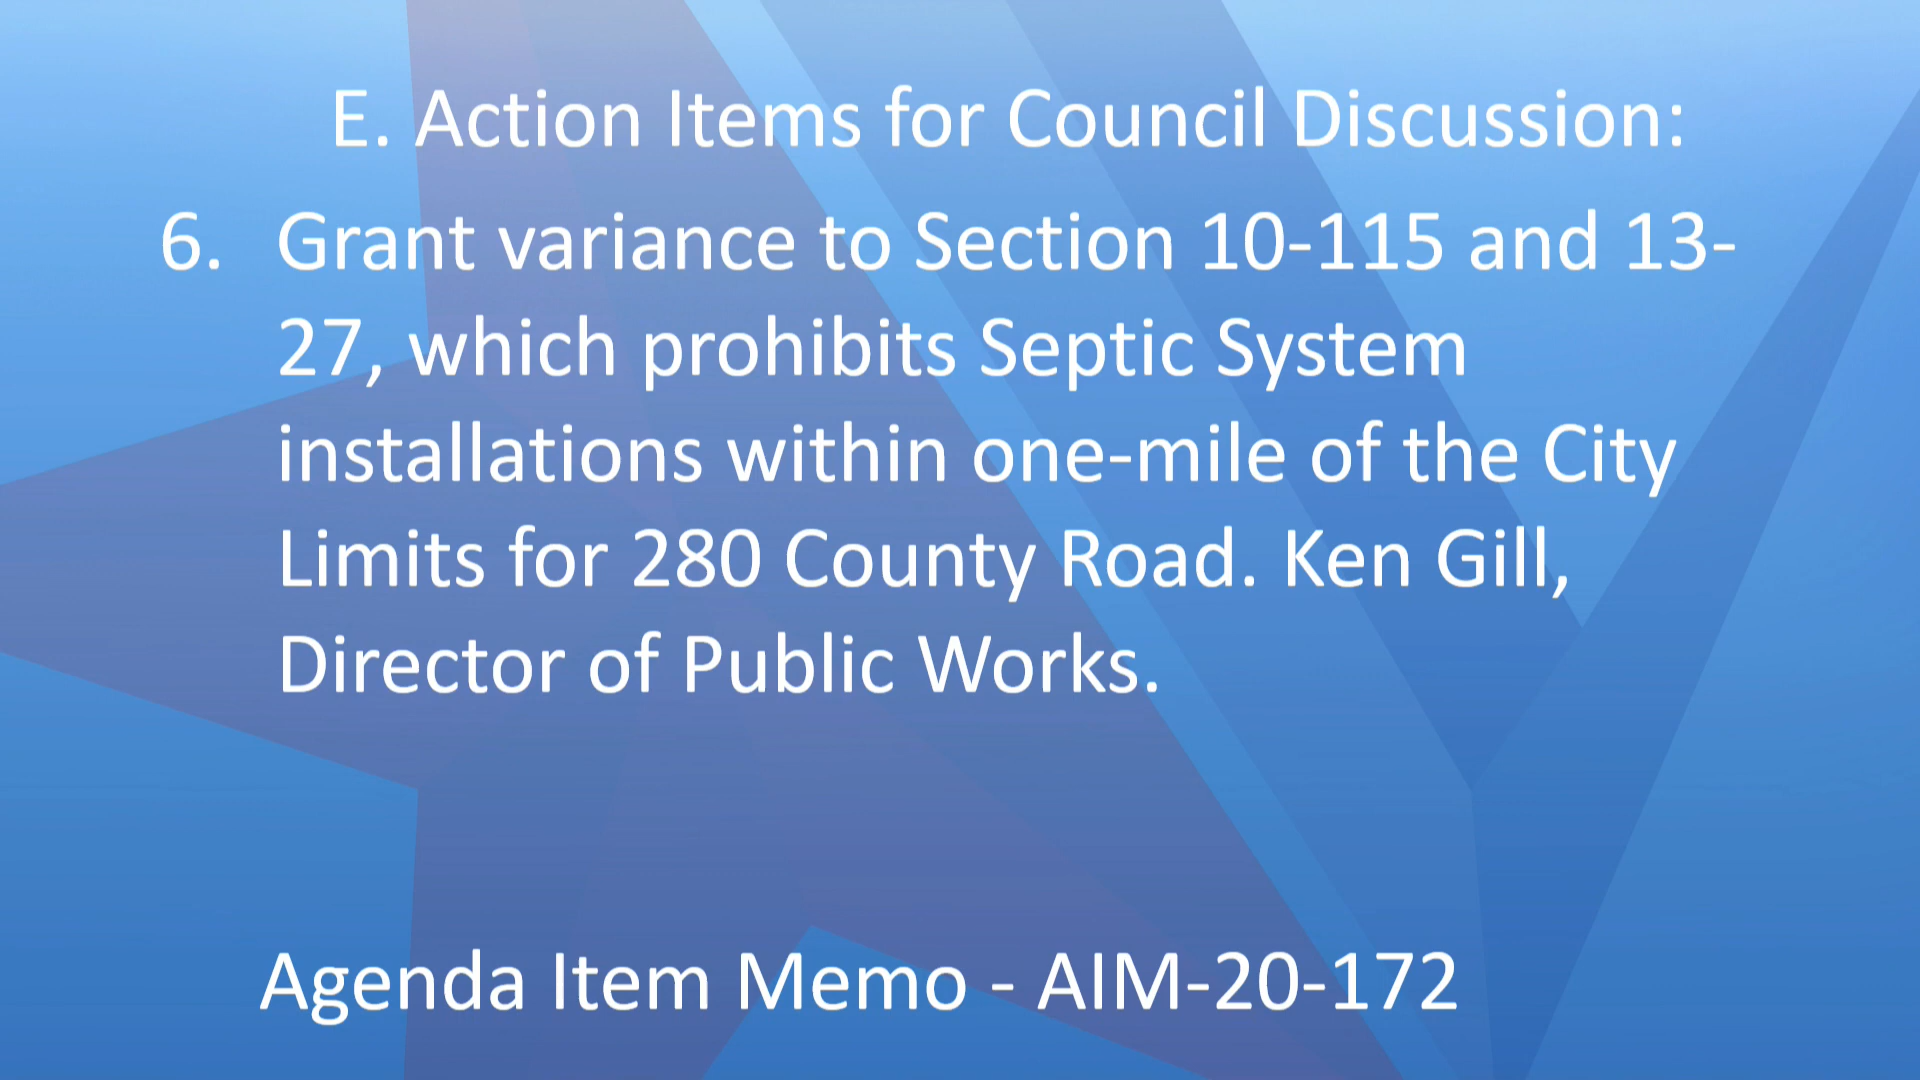 E. Action Items for Council Discussion:
6. Grant variance to Section 10-115 and 13-
27, which prohibits Septic System
installations within one-mile of the City
Limits for 280 County Road. Ken Gill,
Director of Public Works.
Agenda Item Memo - AIM-20-172